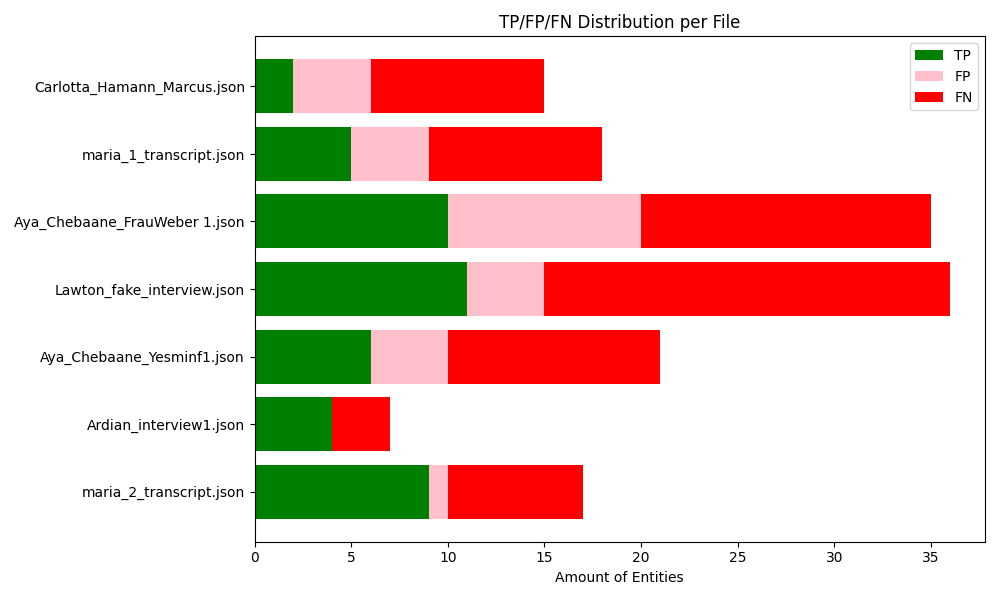 TP/FP/FN Distribution per File
TP
FP
FN
Carlotta_Hamann_Marcus.json
maria_1_transcript.json
Aya_Chebaane_FrauWeber 1.json
Lawton_fake_interview.json
Aya_Chebaane_Yesminf1.json
Ardian_interview1.json
maria_2_transcript.json
0 5 10 15 20 25 30 35
Amount of Entities